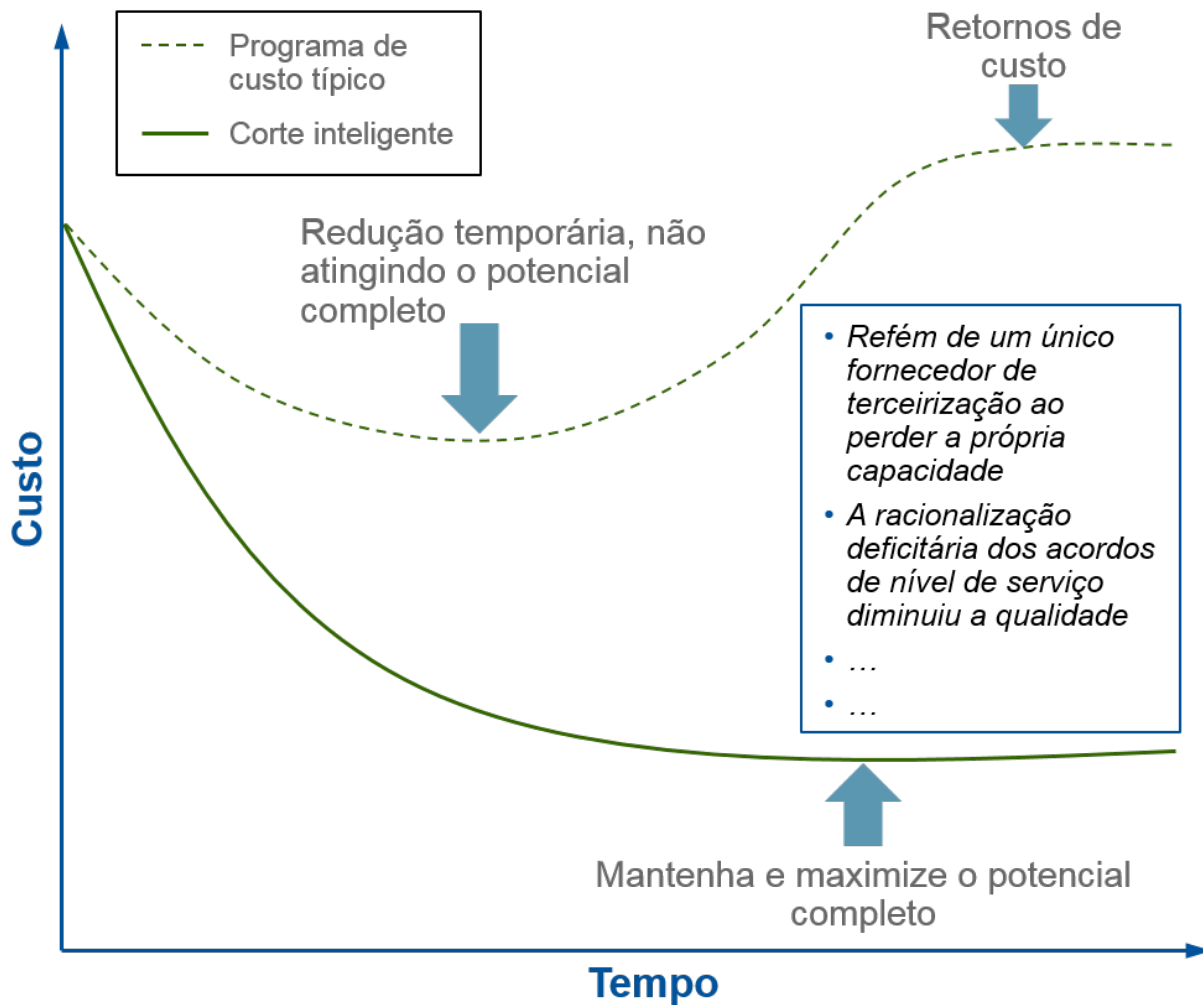 Programa de
custo típico
Corte inteligente
Retornos de
custo
Redução temporária, não
atingindo o potencial
completo
• Refém de um único
fornecedor de
terceirização ao
perder a própria
capacidade
• A racionalização
deficitária dos acordos
de nível de serviço
diminuiu a qualidade
• …
• …
Custo
Mantenha e maximize o potencial
completo
Tempo